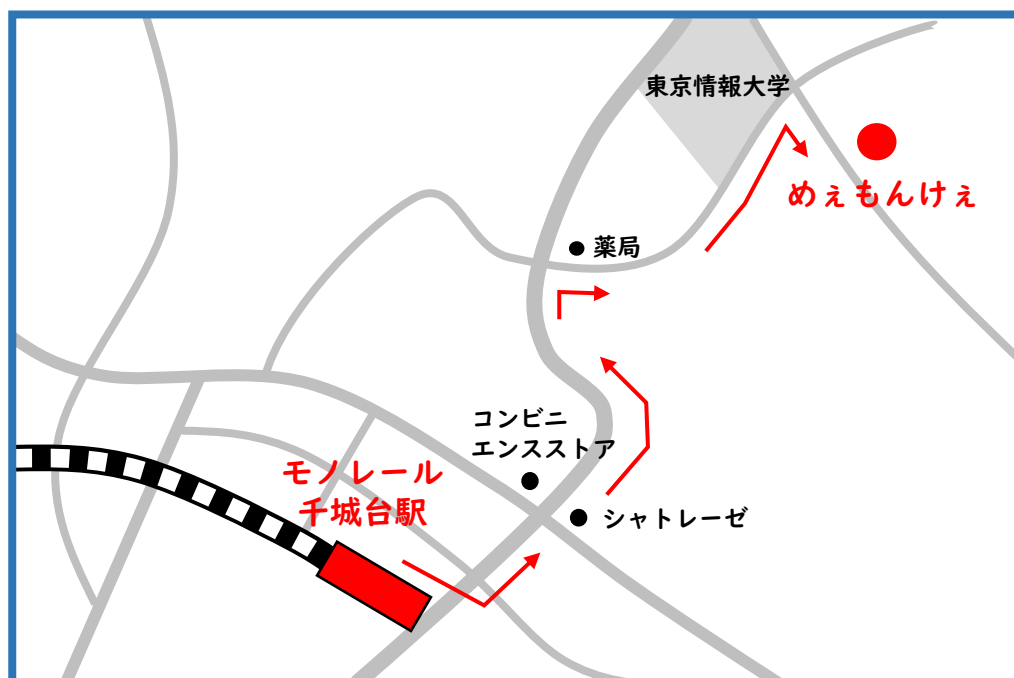 東京情報大学
めぇもんけぇ
薬局
コンビニ
エンスストア
モノレール
千城台駅
シャトレーゼ